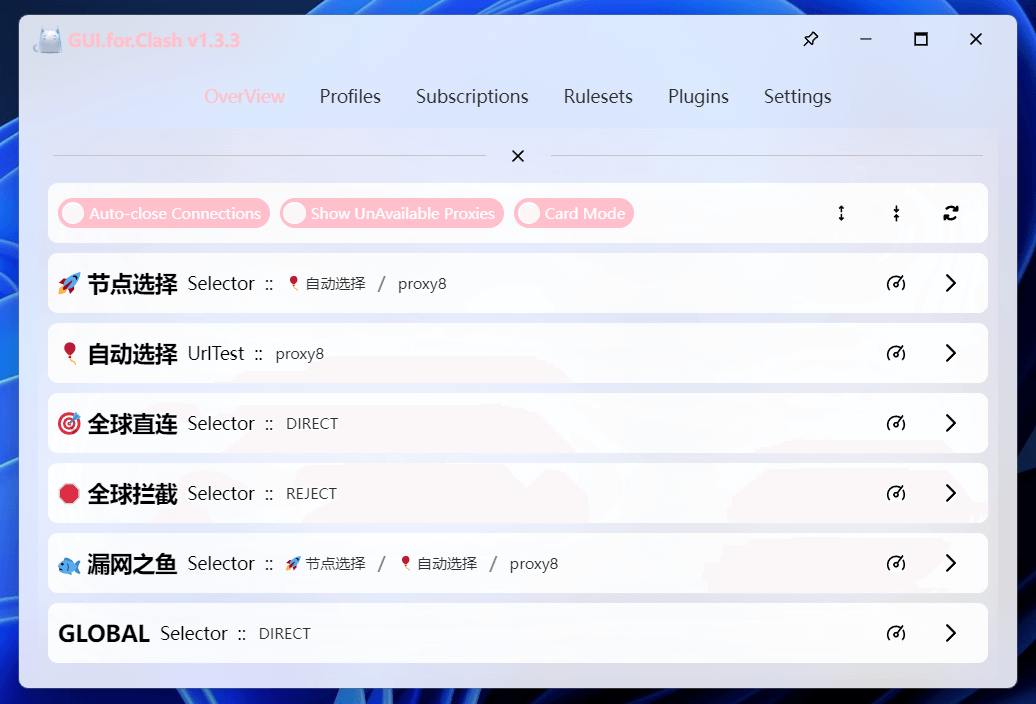 GUI.for.Clash v1.3.3
OverView Profiles Subscriptions Rulesets Plugins Settings
Auto-close Connections Show UnAvailable Proxies Card Mode
🚀 节点选择 Selector :: 🎈 自动选择 / proxy8
🎈 自动选择 UrlTest :: proxy8
🎯 全球直连 Selector :: DIRECT
🛑 全球拦截 Selector :: REJECT
🐟 漏网之鱼 Selector :: 🚀 节点选择 / 🎈 自动选择 / proxy8
GLOBAL Selector :: DIRECT